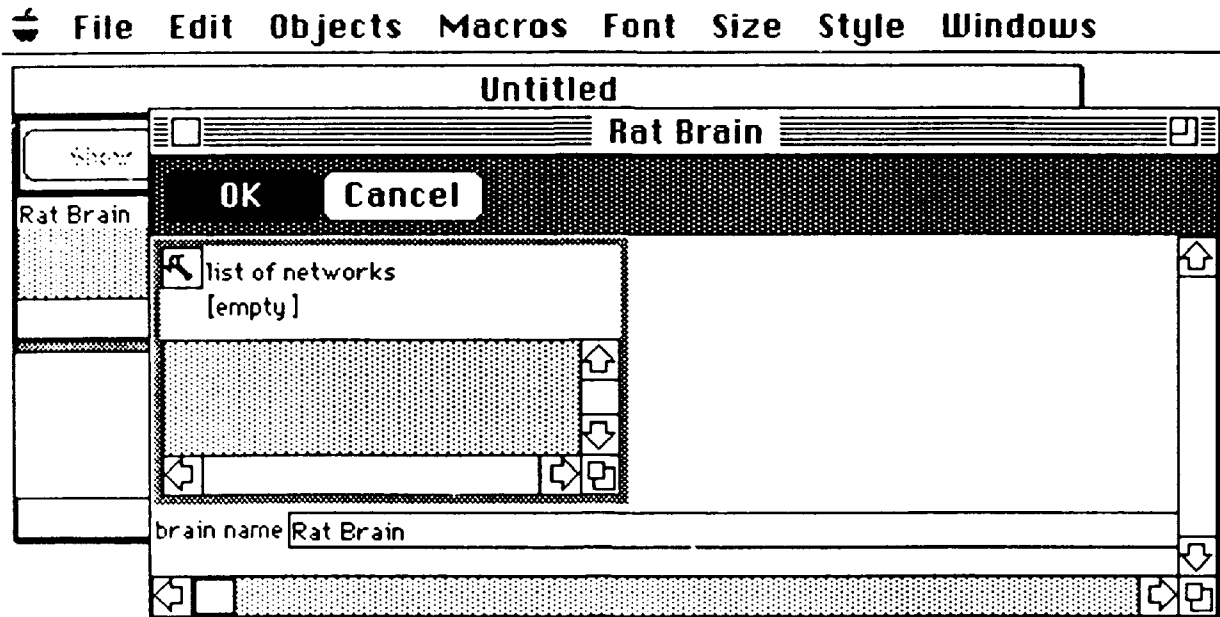 File Edit Objects Macros Font Size Style Windows
Untitled
Rat Brain
Show
OK Cancel
Rat Brain
list of networks
[empty]
brain name Rat Brain